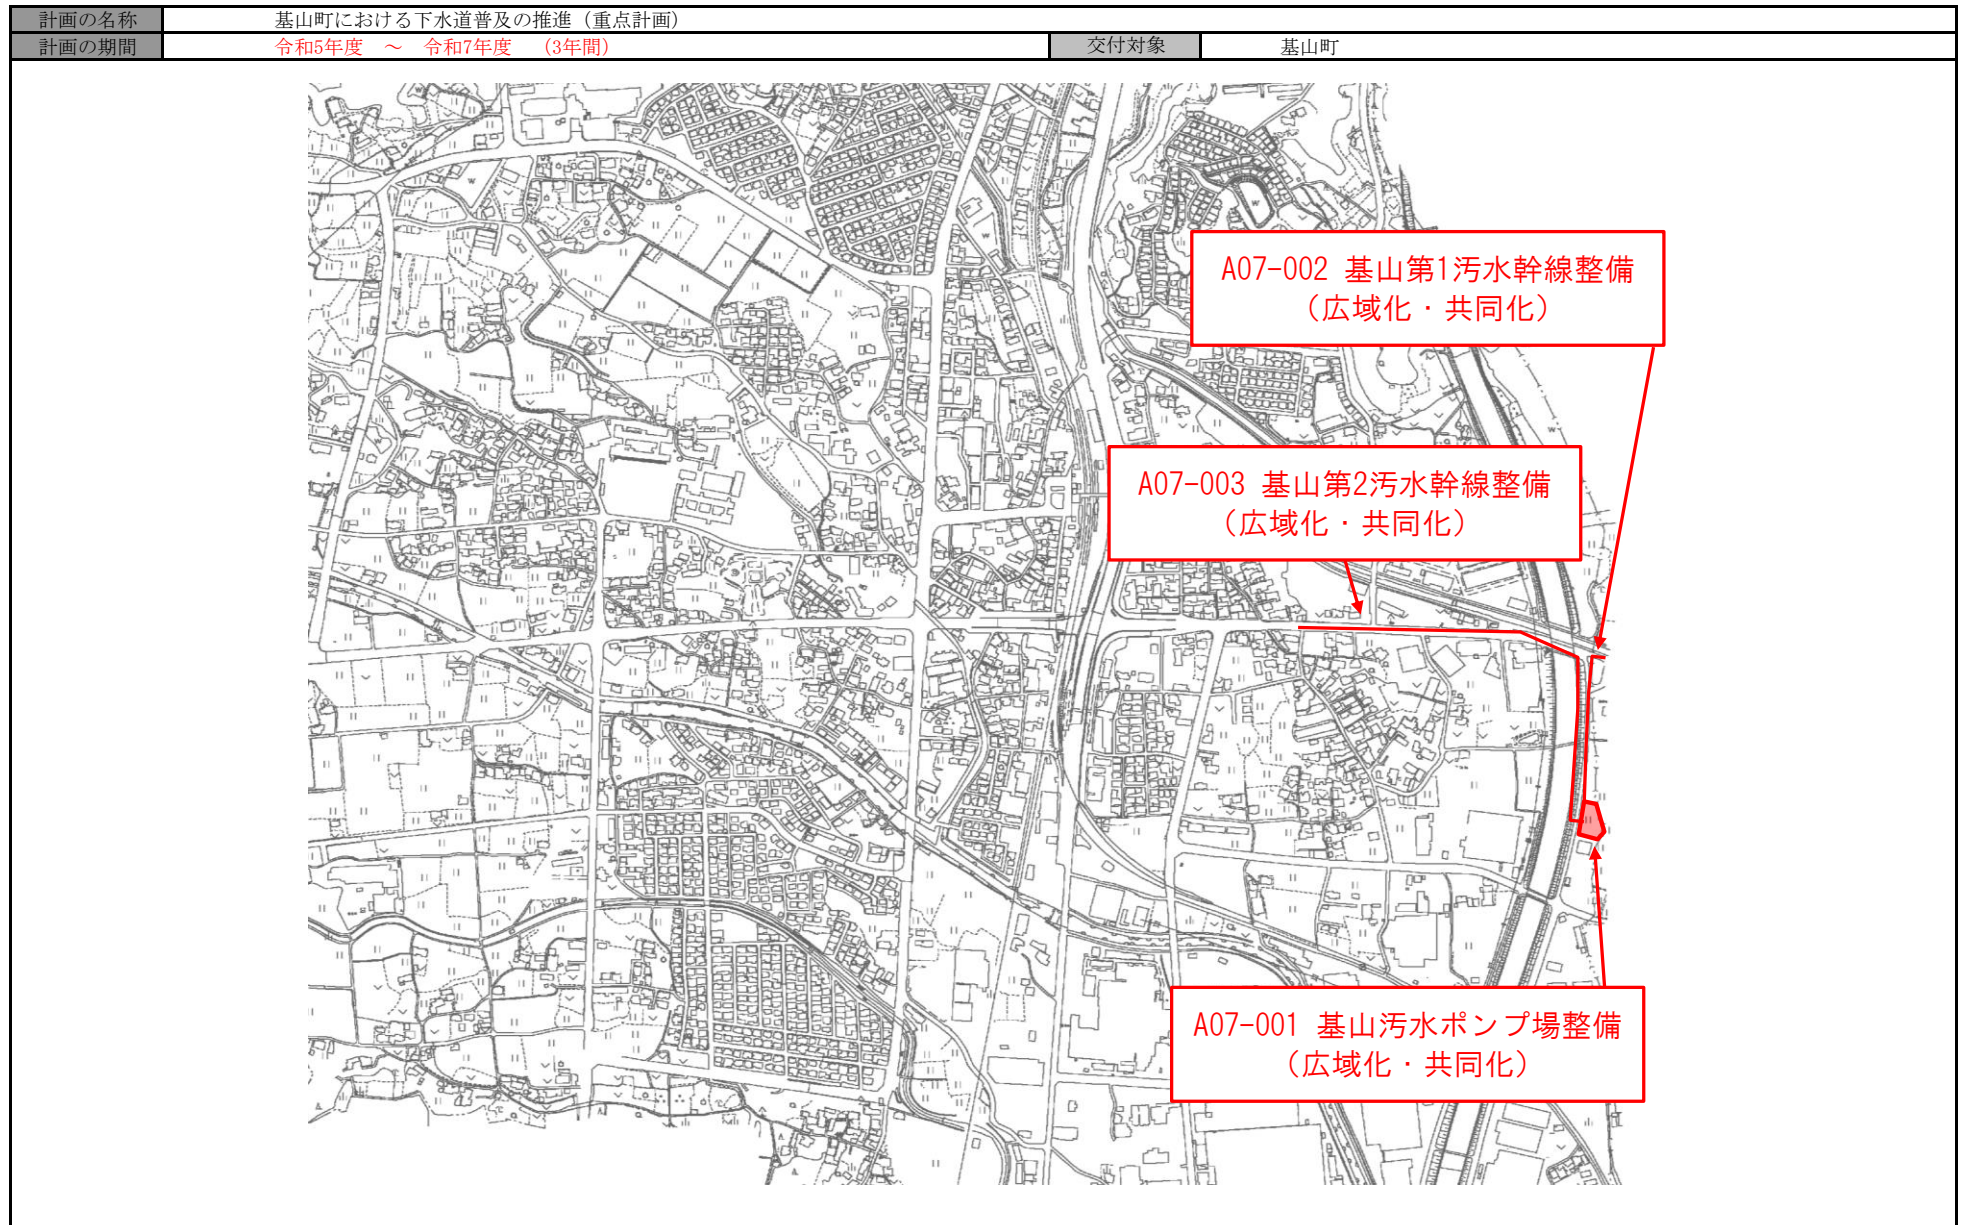 計画の名称 基山町における下水道普及の推進（重点計画）
計画の期間 令和5年度 ～ 令和7年度 （3年間） 交付対象 基山町
A07-002 基山第1汚水幹線整備
（広域化・共同化）
A07-003 基山第2汚水幹線整備
（広域化・共同化）
A07-001 基山汚水ポンプ場整備
（広域化・共同化）